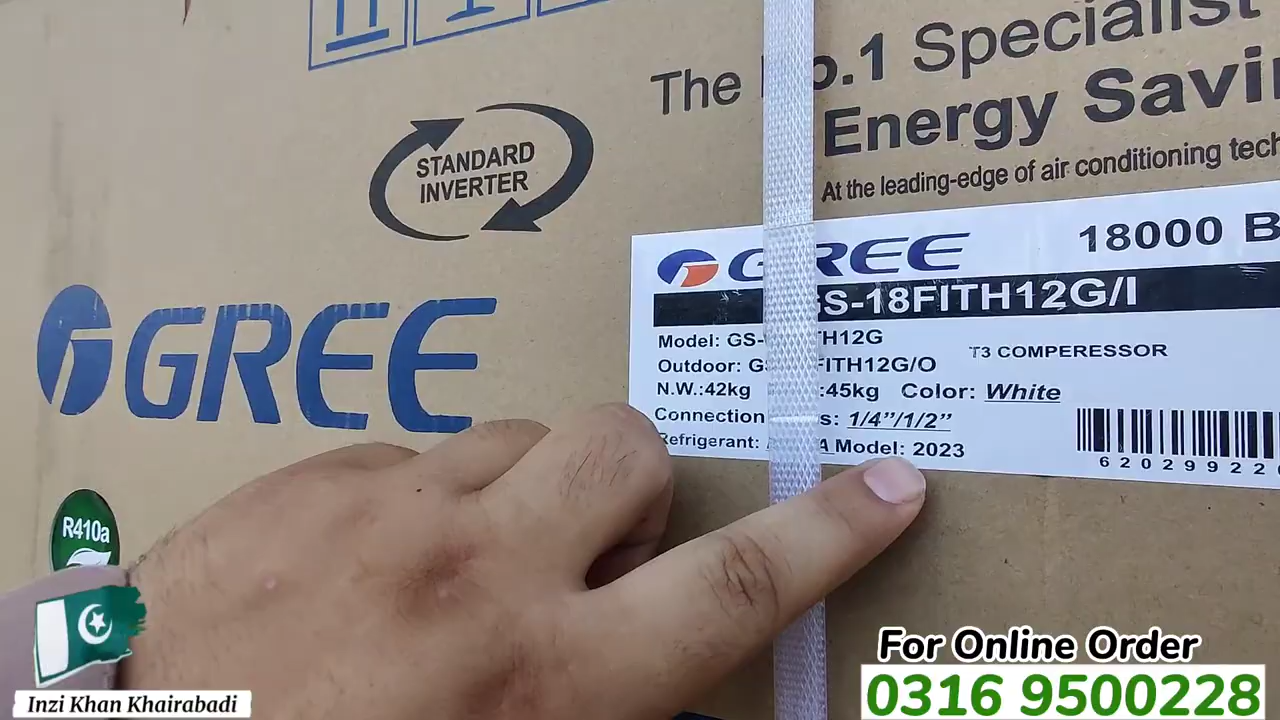 The No.1 Specialist
Energy Savi
At the leading-edge of air conditioning tech
STANDARD
INVERTER
GREE
GREE 18000 B
GS-18FITH12G/I
Model: GS- TH12G
T3 COMPERESSOR
Outdoor: G FITH12G/O
N.W.:42kg :45kg Color: White
Connection s: 1/4”/1/2”
Refrigerant: A Model: 2023
620299220
R410a
Inzi Khan Khairabadi
For Online Order
0316 9500228